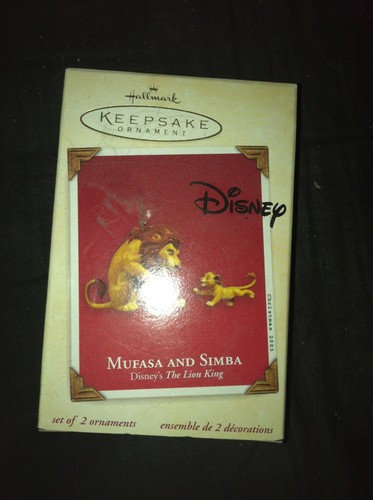 Hallmark
KEEPSAKE
ORNAMENT
DISNEY
Christmas 2003
MUFASA AND SIMBA
Disney's The Lion King
set of 2 ornaments
ensemble de 2 décorations